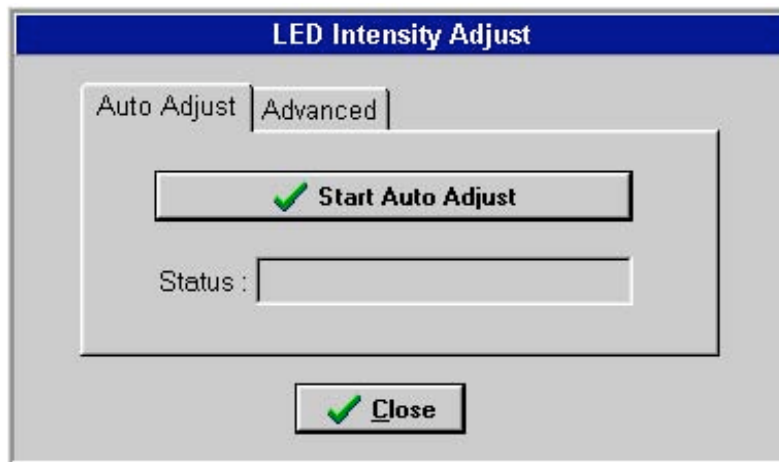 LED Intensity Adjust
Auto Adjust Advanced
Start Auto Adjust
Status :
Close